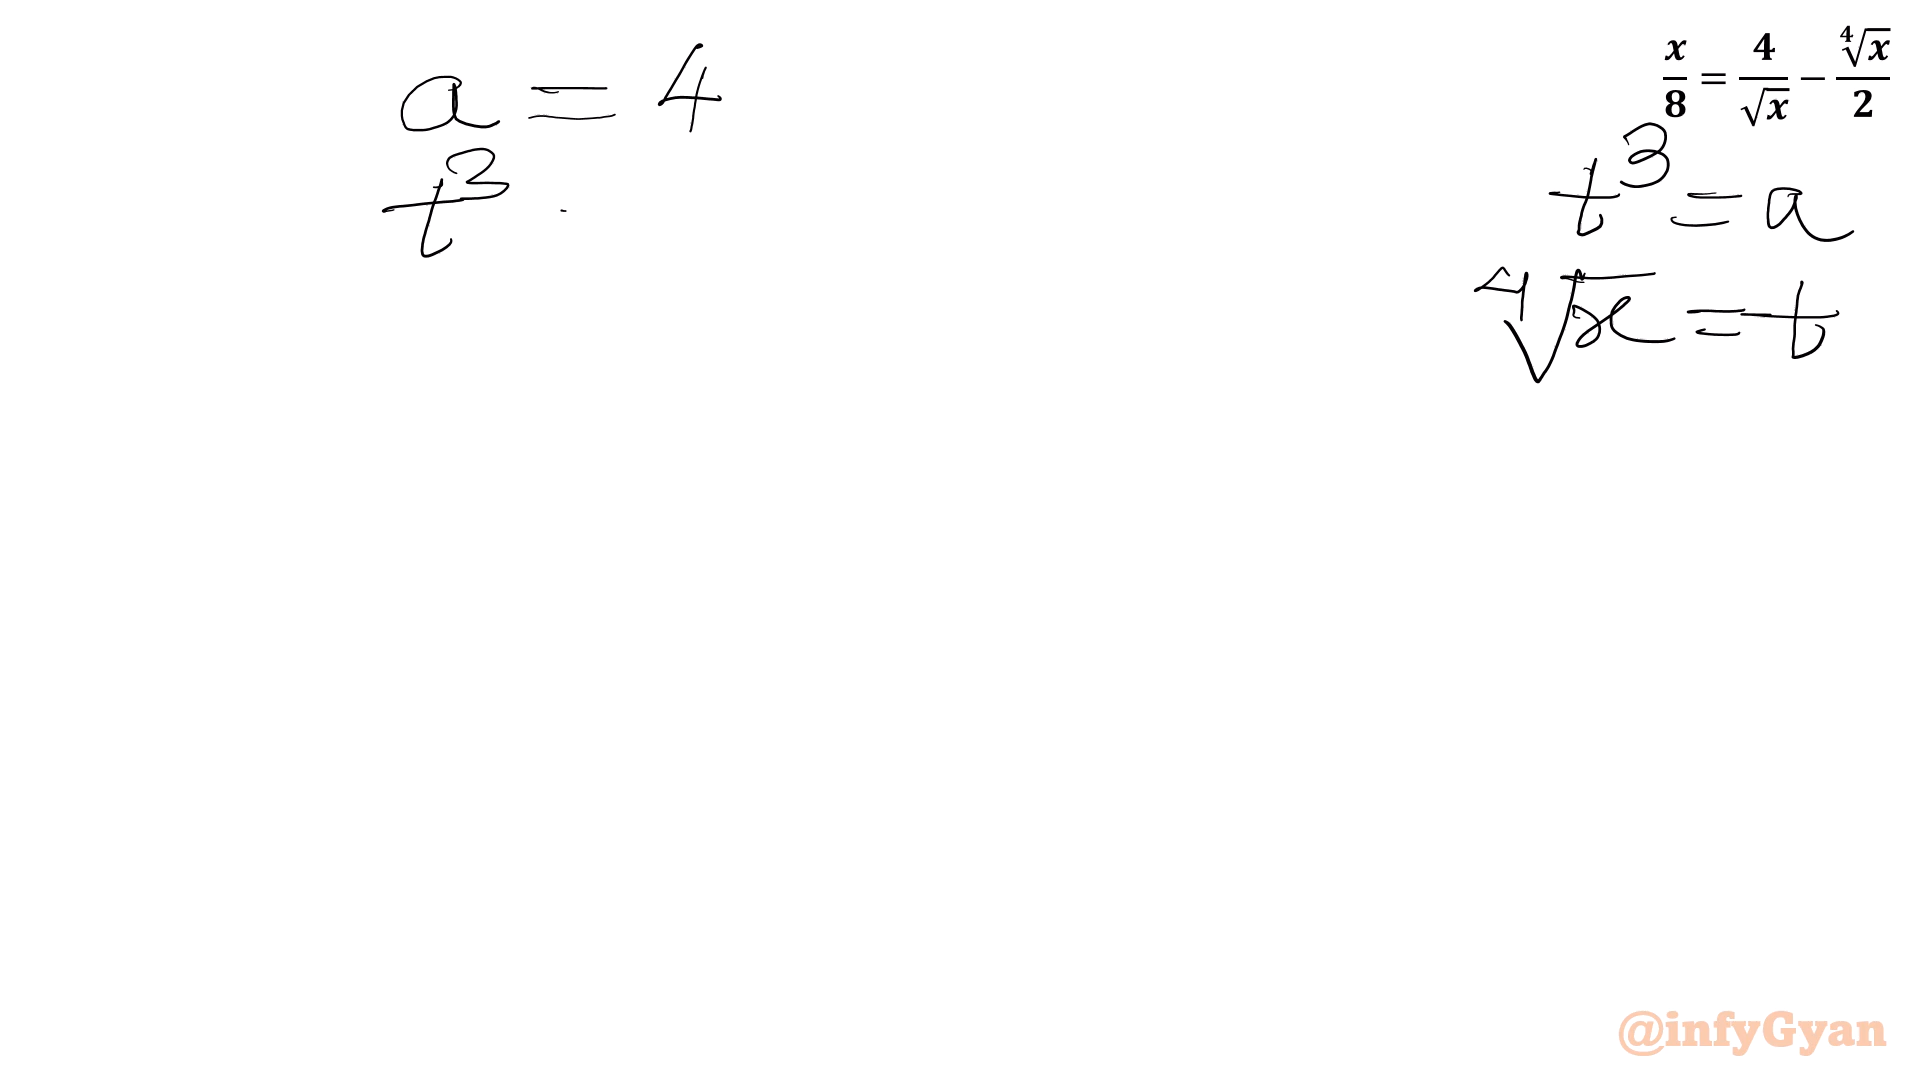 a = 4
t³
x/8 = 4/√x − ∜x/2
t³ = a
∜x = t
@infyGyan